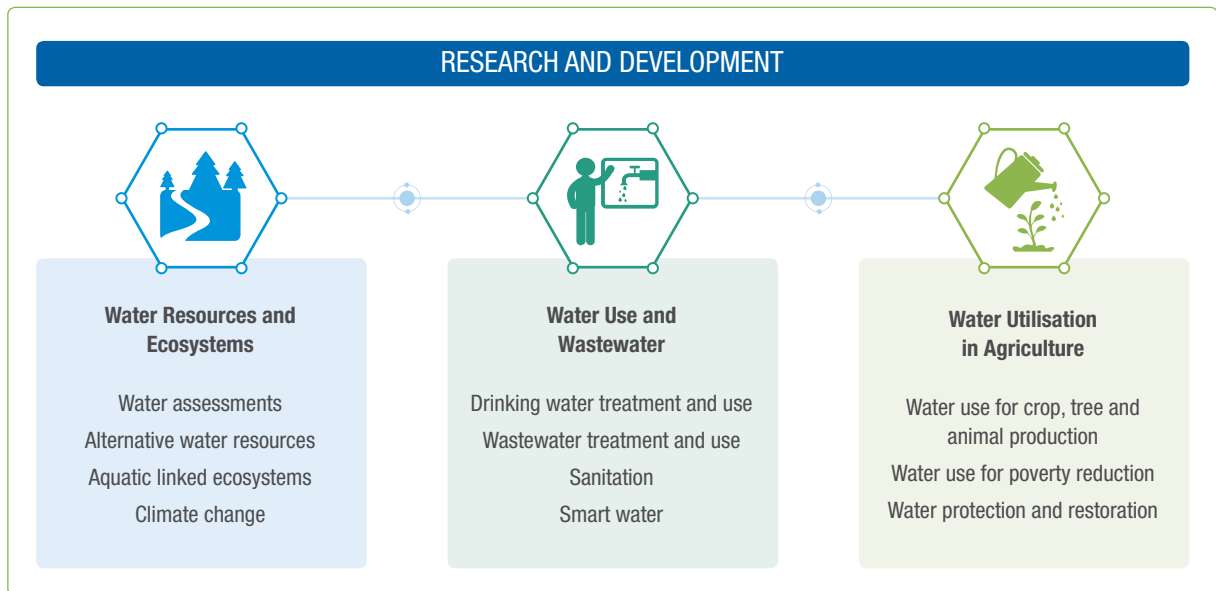 RESEARCH AND DEVELOPMENT
Water Resources and
Ecosystems
Water assessments
Alternative water resources
Aquatic linked ecosystems
Climate change
Water Use and
Wastewater
Drinking water treatment and use
Wastewater treatment and use
Sanitation
Smart water
Water Utilisation
in Agriculture
Water use for crop, tree and
animal production
Water use for poverty reduction
Water protection and restoration